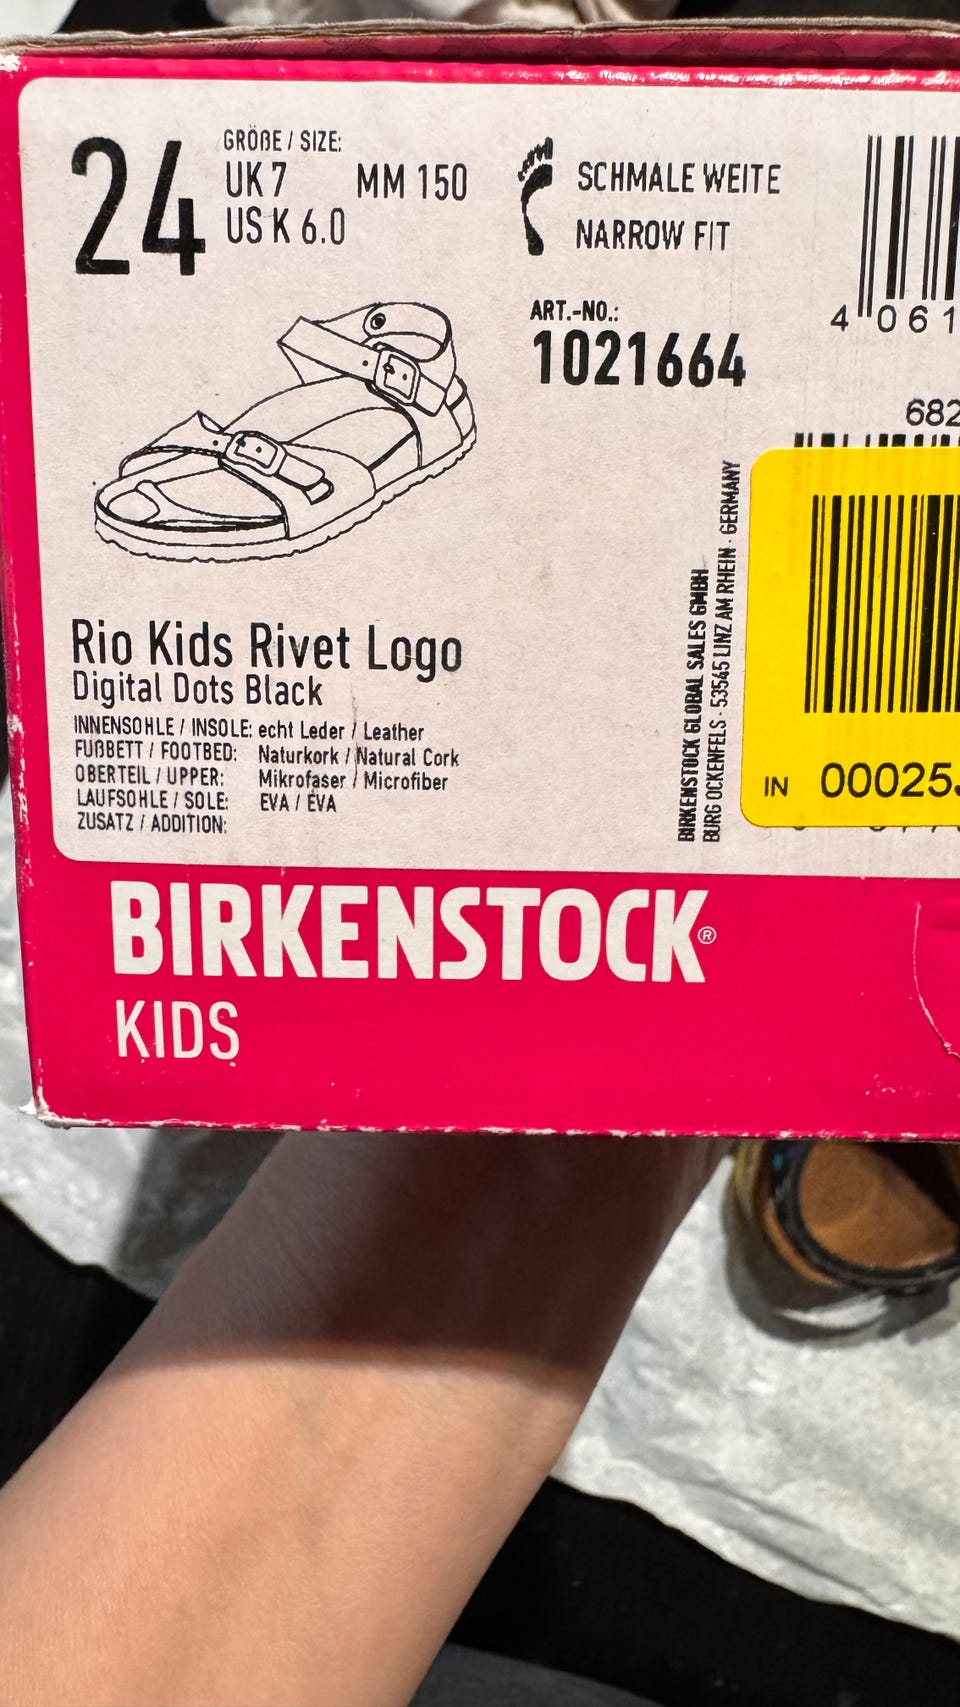 24
GRÖẞE / SIZE:
UK 7 MM 150
US K 6.0
SCHMALE WEITE
NARROW FIT
ART.-NO.:
1021664
4 061
682
Rio Kids Rivet Logo
Digital Dots Black
INNENSOHLE / INSOLE: echt Leder / Leather
FUẞBETT / FOOTBED: Naturkork / Natural Cork
OBERTEIL / UPPER: Mikrofaser / Microfiber
LAUFSOHLE / SOLE: EVA / EVA
ZUSATZ / ADDITION:
BIRKENSTOCK GLOBAL SALES GMBH
BURG OCKENFELS · 53545 LINZ AM RHEIN · GERMANY
IN 00025
BIRKENSTOCK®
KIDS